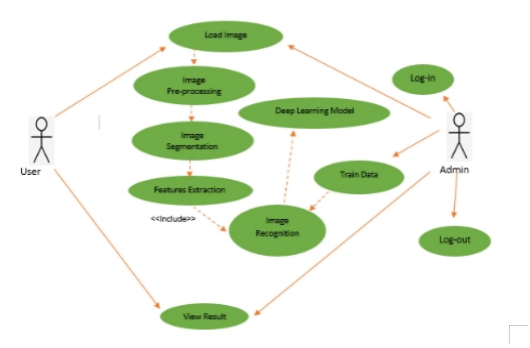 Load Image
Image
Pre-processing
Log-in
Deep Learning Model
Image
Segmentation
User
Admin
Train Data
Features Extraction
<<Include>>
Image
Recognition
Log-out
View Result